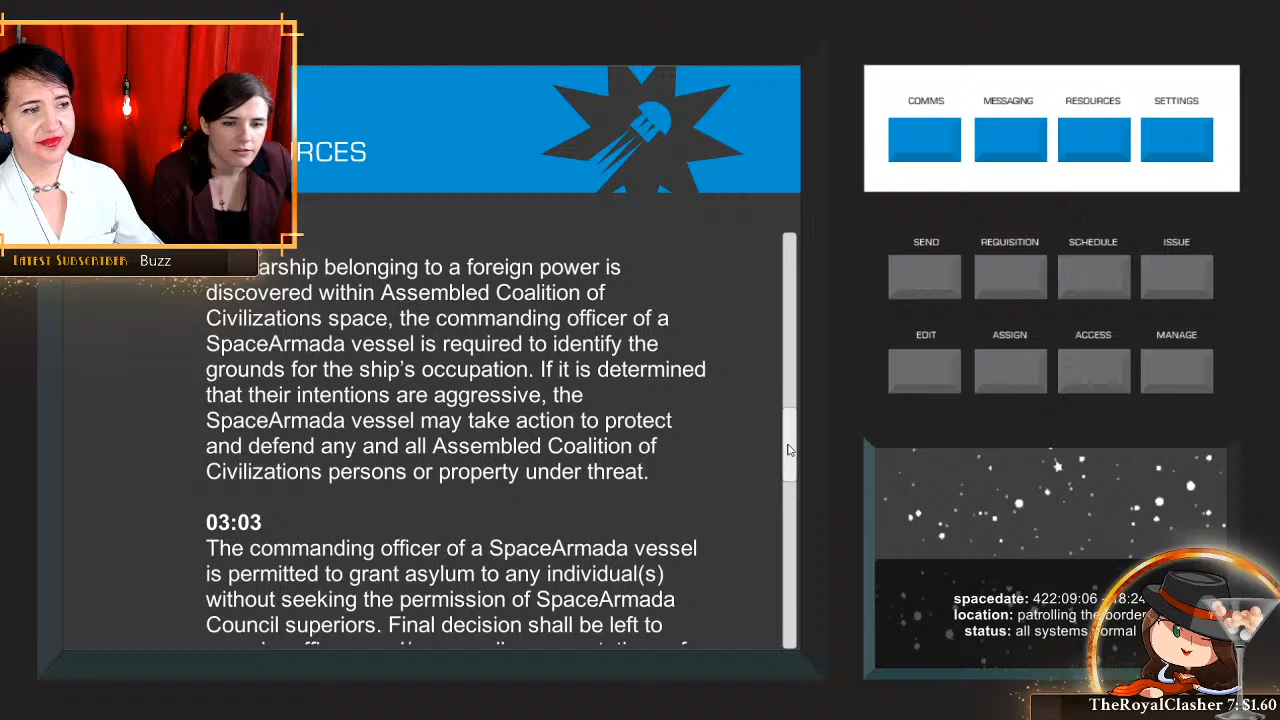 RCES
COMMS MESSAGING RESOURCES SETTINGS
SEND REQUISITION SCHEDULE ISSUE
EDIT ASSIGN ACCESS MANAGE
Latest Subscriber Buzz
arship belonging to a foreign power is
discovered within Assembled Coalition of
Civilizations space, the commanding officer of a
SpaceArmada vessel is required to identify the
grounds for the ship's occupation. If it is determined
that their intentions are aggressive, the
SpaceArmada vessel may take action to protect
and defend any and all Assembled Coalition of
Civilizations persons or property under threat.
03:03
The commanding officer of a SpaceArmada vessel
is permitted to grant asylum to any individual(s)
without seeking the permission of SpaceArmada
Council superiors. Final decision shall be left to
spacedate: 422:09:06 - 18:24
location: patrolling the border
status: all systems normal
TheRoyalClasher 7: $1.60